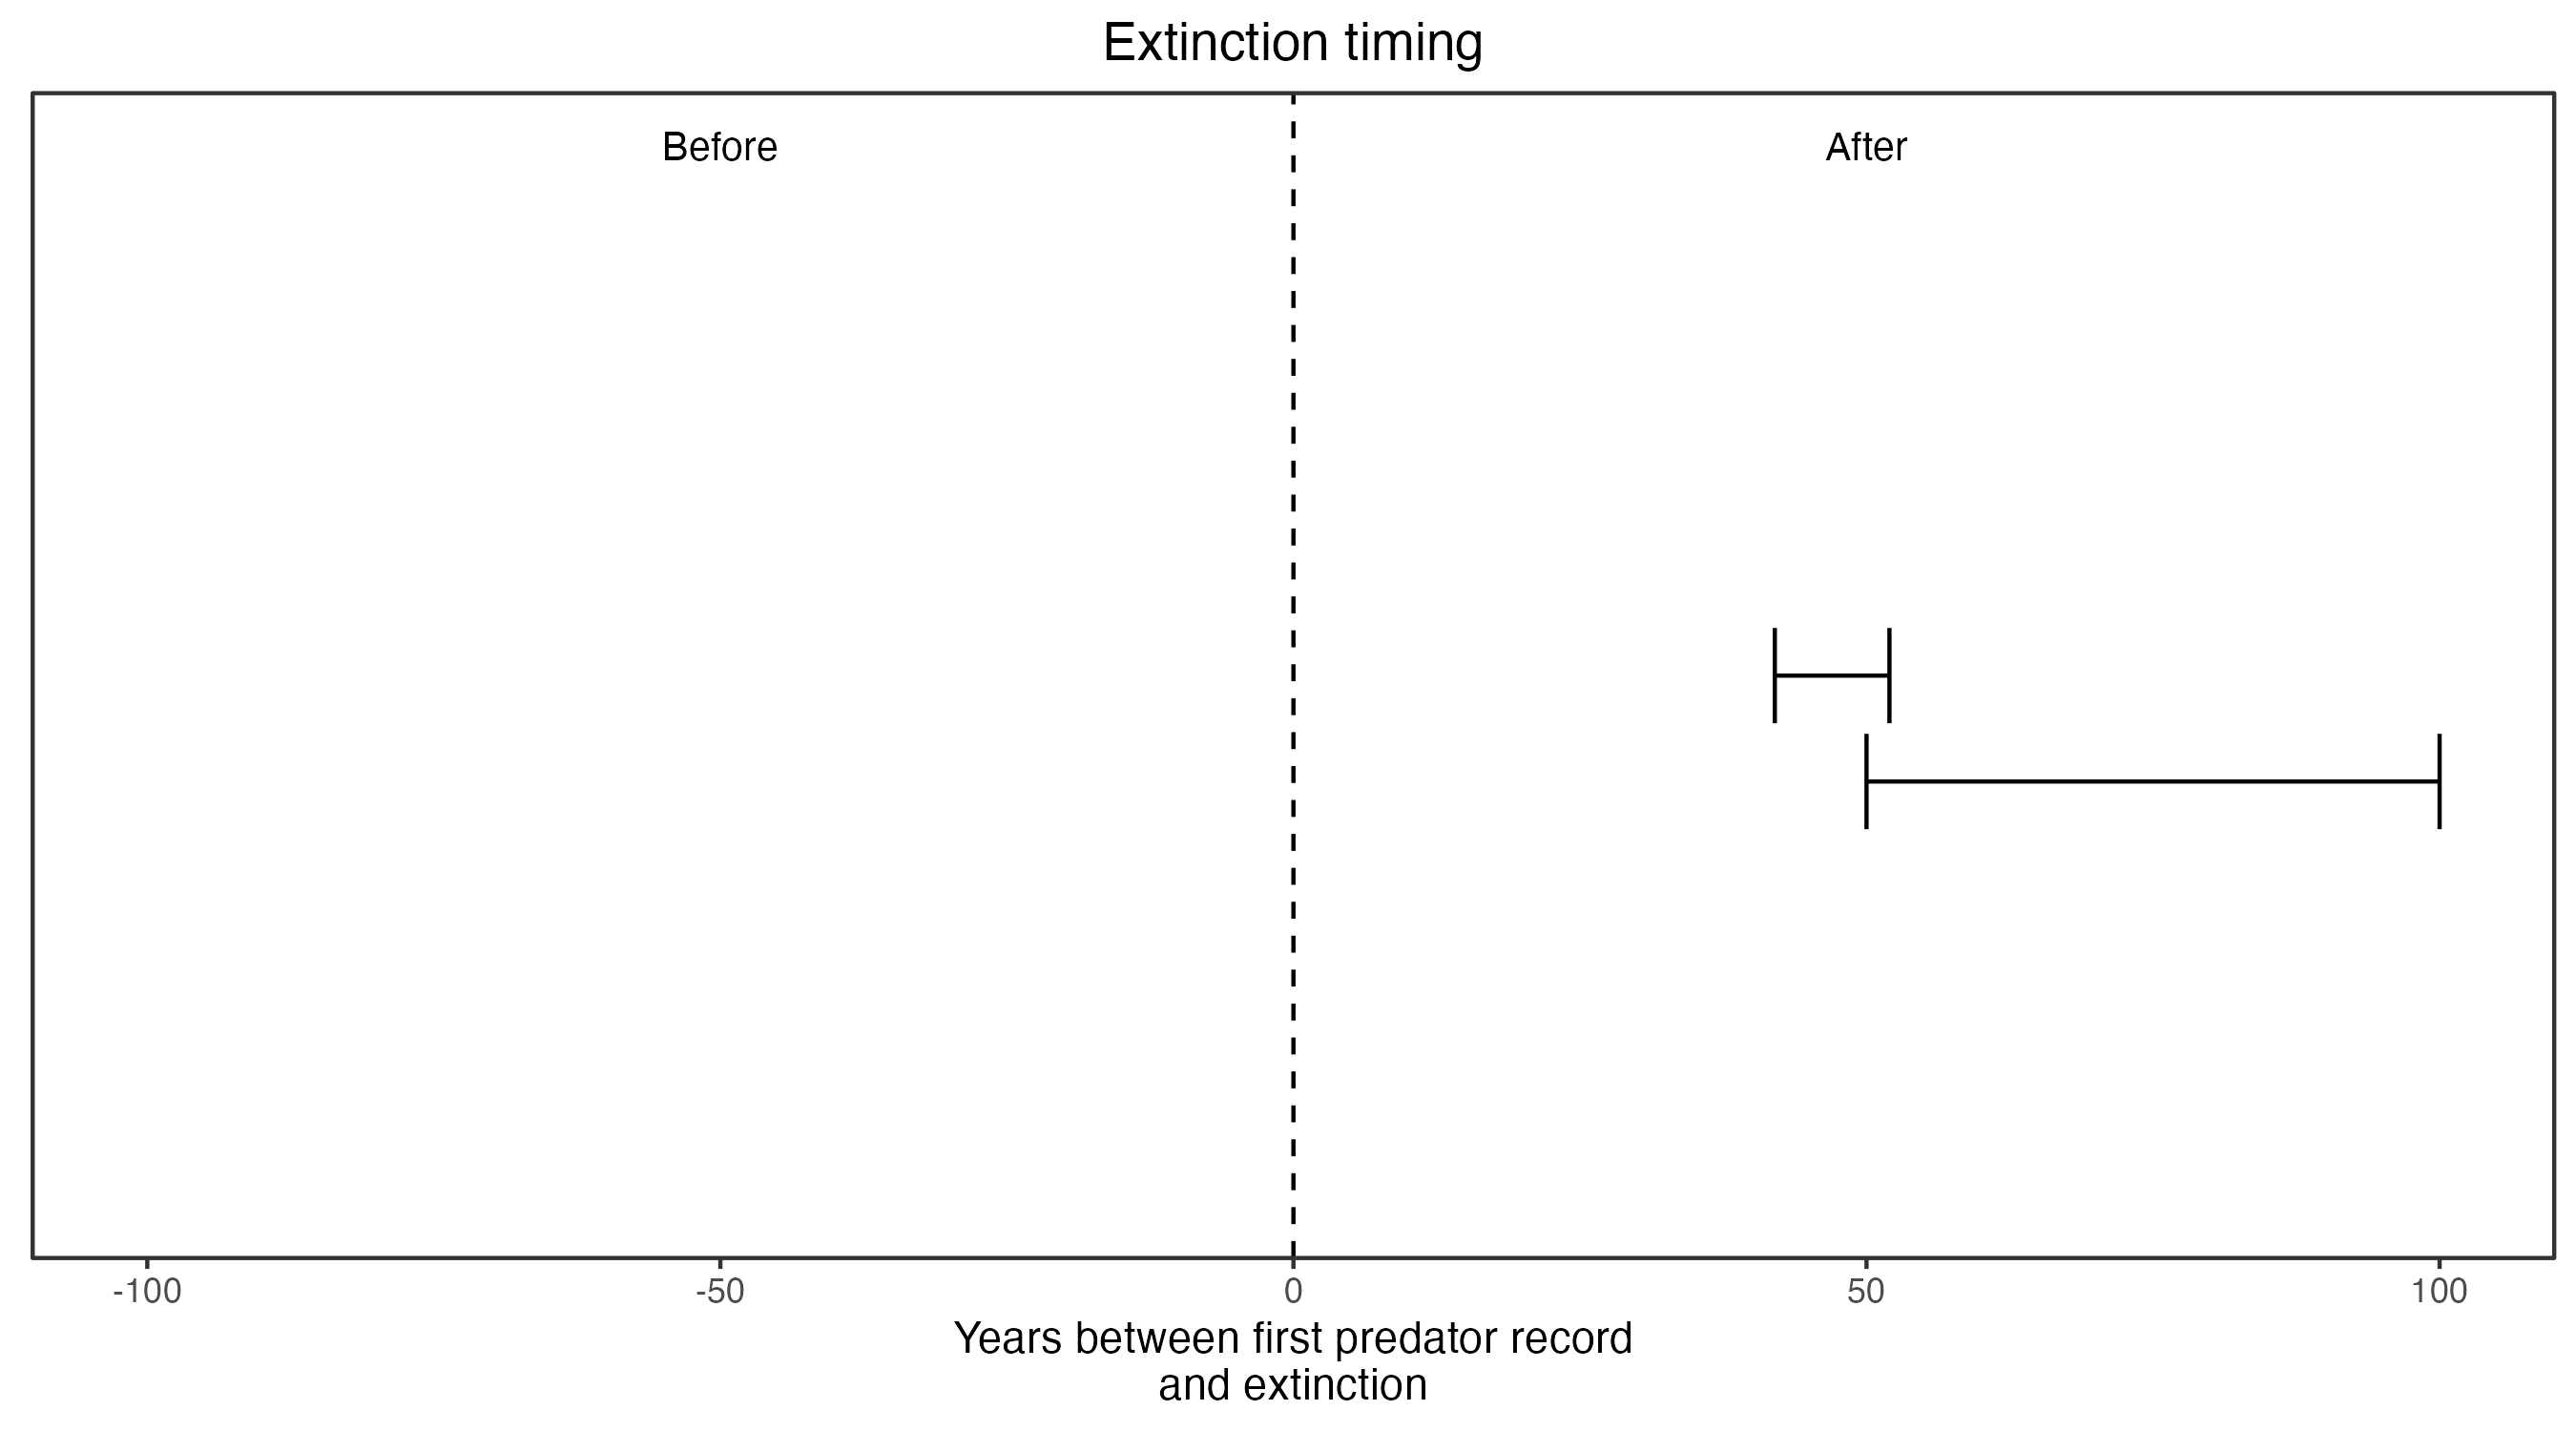 Extinction timing
Before
After
-100
-50
0
50
100
Years between first predator record
and extinction